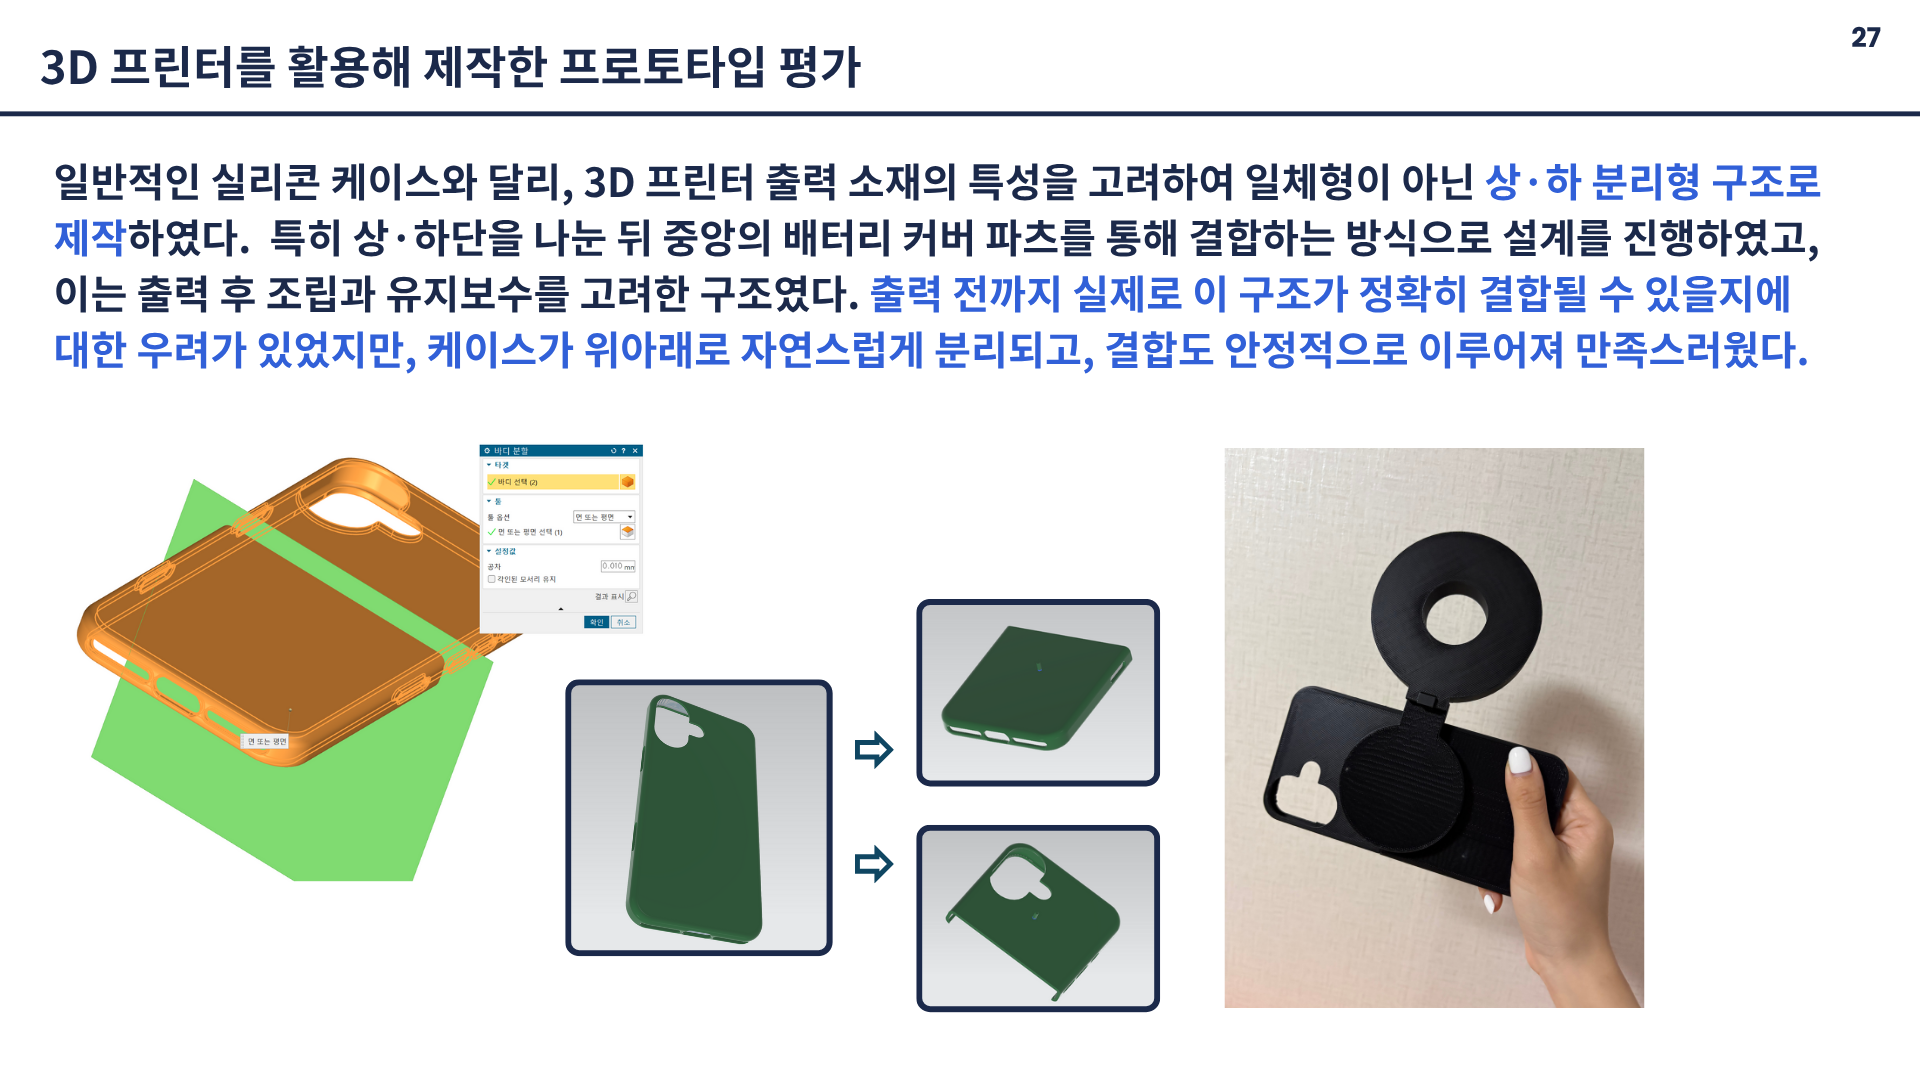 27
3D 프린터를 활용해 제작한 프로토타입 평가
일반적인 실리콘 케이스와 달리, 3D 프린터 출력 소재의 특성을 고려하여 일체형이 아닌 상·하 분리형 구조로
제작하였다. 특히 상·하단을 나눈 뒤 중앙의 배터리 커버 파츠를 통해 결합하는 방식으로 설계를 진행하였고,
이는 출력 후 조립과 유지보수를 고려한 구조였다. 출력 전까지 실제로 이 구조가 정확히 결합될 수 있을지에
대한 우려가 있었지만, 케이스가 위아래로 자연스럽게 분리되고, 결합도 안정적으로 이루어져 만족스러웠다.
바디 분할
타겟
바디 선택 (2)
툴
툴 옵션 면 또는 평면
면 또는 평면 선택 (1)
설정값
공차 0.010 mn
각인된 모서리 유지
결과 표시
확인 취소
면 또는 평면